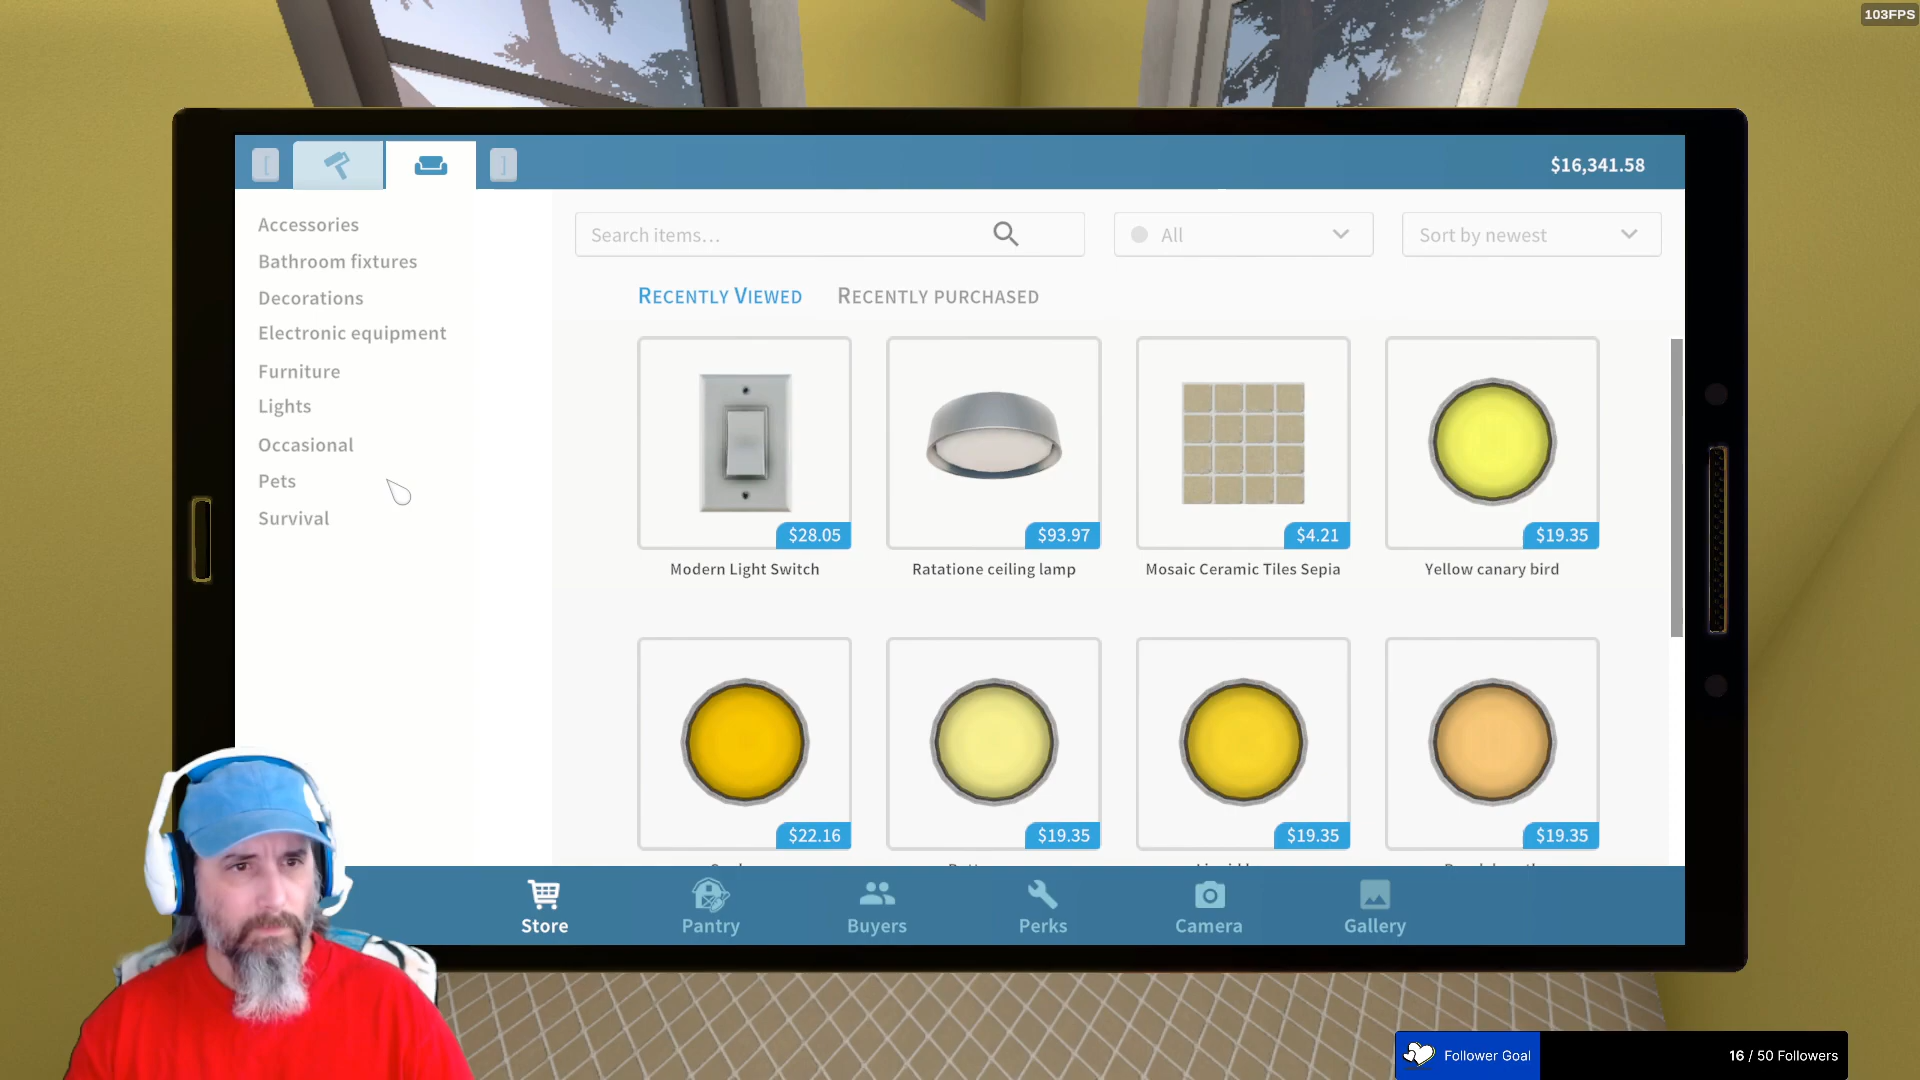 103FPS
[
]
$16,341.58
Accessories
Bathroom fixtures
Decorations
Electronic equipment
Furniture
Lights
Occasional
Pets
Survival
Search items...
All
Sort by newest
RECENTLY VIEWED
RECENTLY PURCHASED
$28.05
$93.97
$4.21
$19.35
Modern Light Switch
Ratatione ceiling lamp
Mosaic Ceramic Tiles Sepia
Yellow canary bird
$22.16
$19.35
$19.35
$19.35
Store
Pantry
Buyers
Perks
Camera
Gallery
Follower Goal
16 / 50 Followers